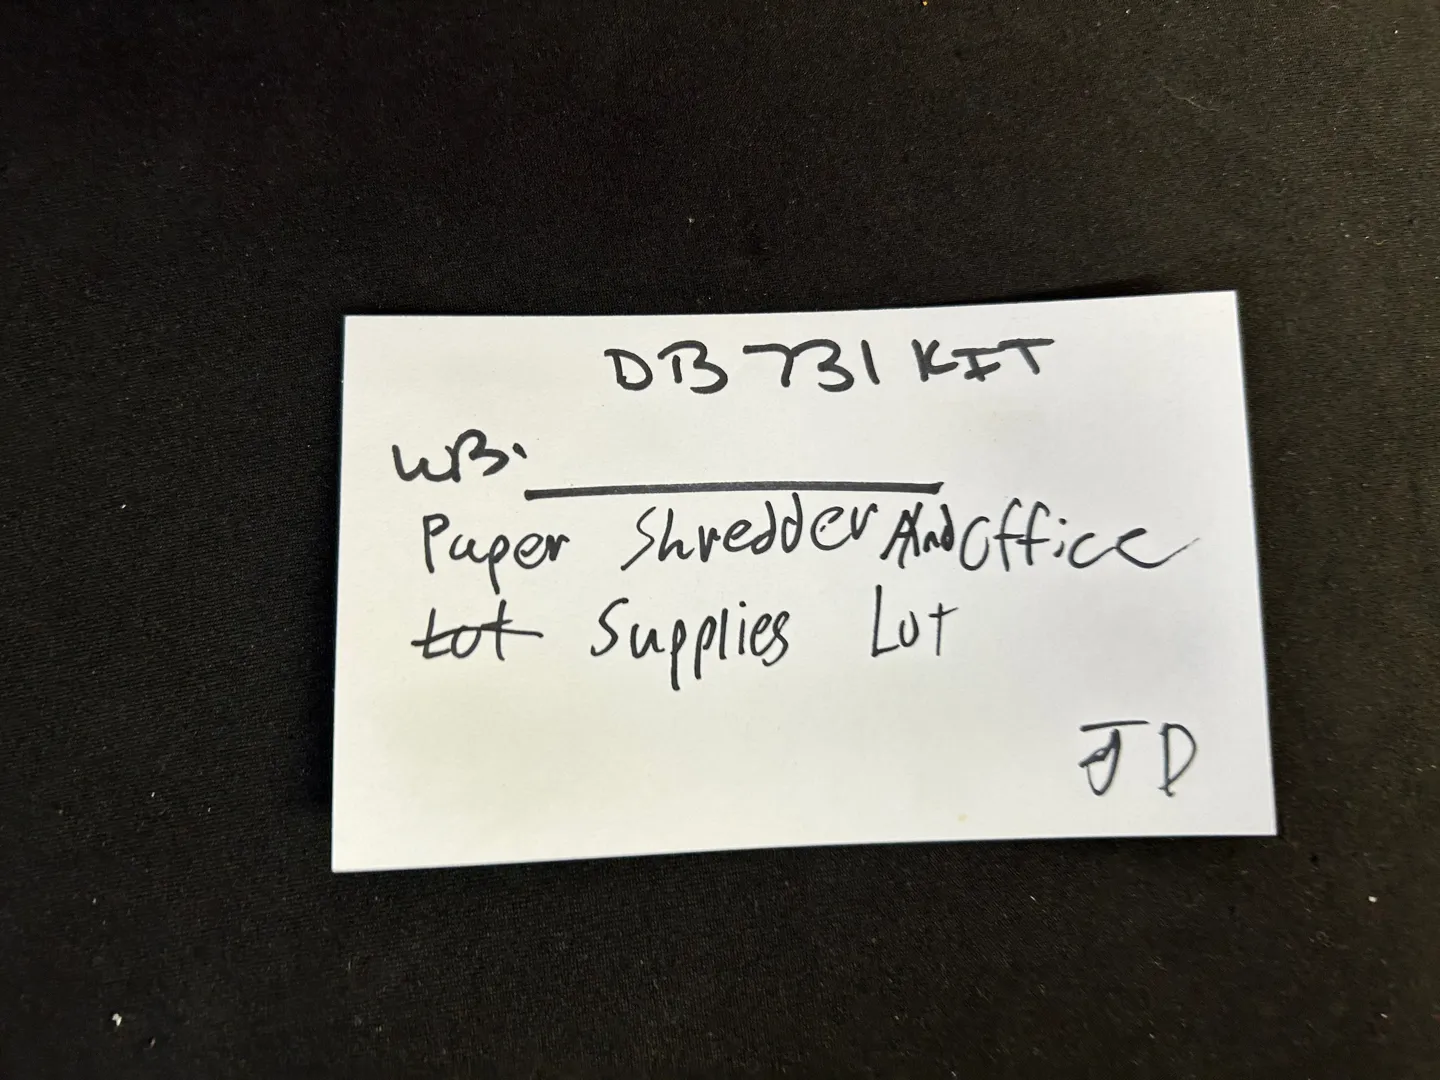 DB 731 KIT
WB:
Paper Shredder And Office
Lot Supplies Lot
JD